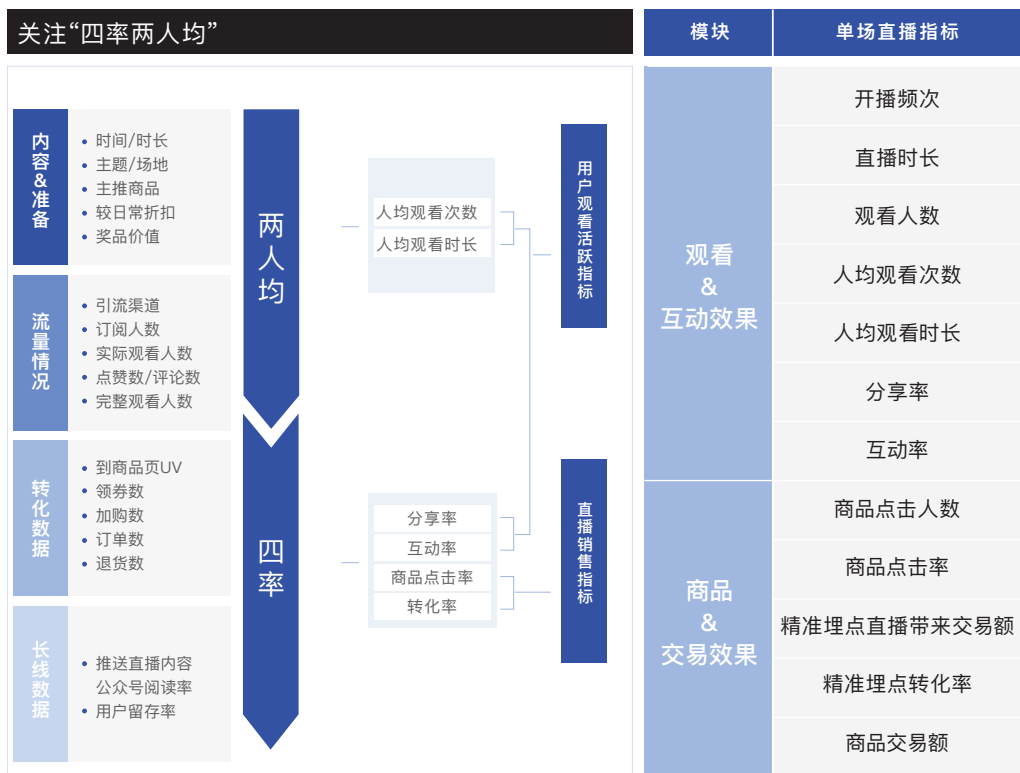 关注“四率两人均”
内容&准备
时间/时长
主题/场地
主推商品
较日常折扣
奖品价值
流量情况
引流渠道
订阅人数
实际观看人数
点赞数/评论数
完整观看人数
转化数据
到商品页UV
领券数
加购数
订单数
退货数
长线数据
推送直播内容
公众号阅读率
用户留存率
两人均
四率
人均观看次数
人均观看时长
分享率
互动率
商品点击率
转化率
用户观看活跃指标
直播销售指标
模块
单场直播指标
观看
&
互动效果
开播频次
直播时长
观看人数
人均观看次数
人均观看时长
分享率
互动率
商品
&
交易效果
商品点击人数
商品点击率
精准埋点直播带来交易额
精准埋点转化率
商品交易额